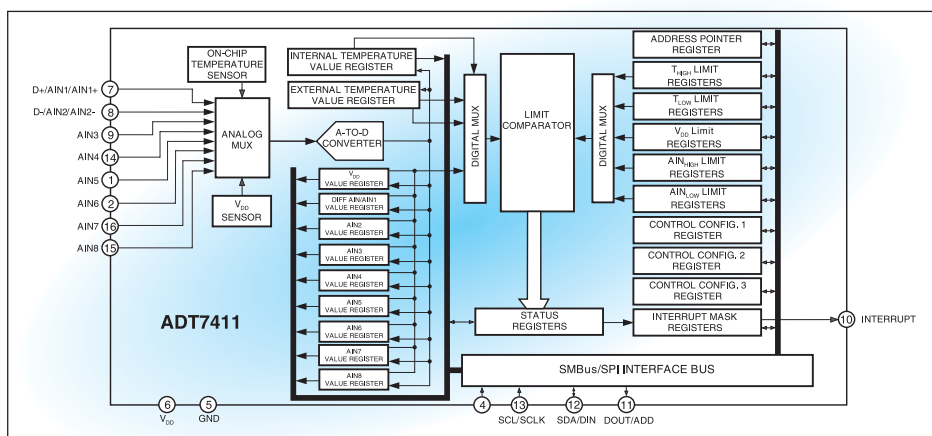 ON-CHIP
TEMPERATURE
SENSOR
D+/AIN1/AIN1+
7
D-/AIN2/AIN2-
8
AIN3
9
AIN4
14
AIN5
1
AIN6
2
AIN7
16
AIN8
15
ANALOG
MUX
VDD
SENSOR
A-TO-D
CONVERTER
INTERNAL TEMPERATURE
VALUE REGISTER
EXTERNAL TEMPERATURE
VALUE REGISTER
VDD
VALUE REGISTER
DIFF AIN/AIN1
VALUE REGISTER
AIN2
VALUE REGISTER
AIN3
VALUE REGISTER
AIN4
VALUE REGISTER
AIN5
VALUE REGISTER
AIN6
VALUE REGISTER
AIN7
VALUE REGISTER
AIN8
VALUE REGISTER
DIGITAL MUX
LIMIT
COMPARATOR
DIGITAL MUX
ADDRESS POINTER
REGISTER
THIGH LIMIT
REGISTERS
TLOW LIMIT
REGISTERS
VDD Limit
REGISTERS
AINHIGH LIMIT
REGISTERS
AINLOW LIMIT
REGISTERS
CONTROL CONFIG. 1
REGISTER
CONTROL CONFIG. 2
REGISTER
CONTROL CONFIG. 3
REGISTER
STATUS
REGISTERS
INTERRUPT MASK
REGISTERS
10
INTERRUPT
ADT7411
SMBus/SPI INTERFACE BUS
6
VDD
5
GND
4
13
SCL/SCLK
12
SDA/DIN
11
DOUT/ADD